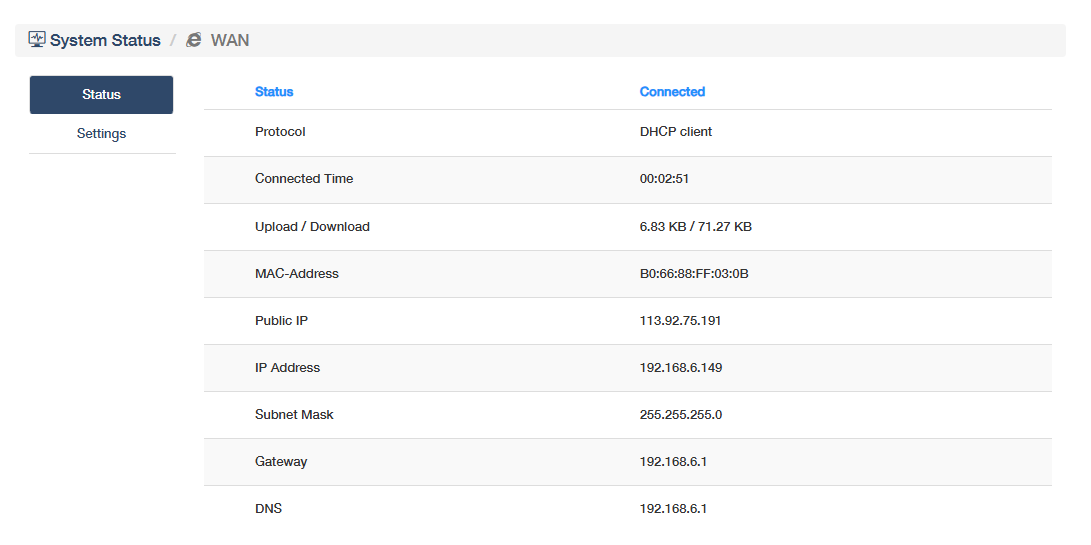 System Status / WAN
Status
Settings
Status Connected
Protocol DHCP client
Connected Time 00:02:51
Upload / Download 6.83 KB / 71.27 KB
MAC-Address B0:66:88:FF:03:0B
Public IP 113.92.75.191
IP Address 192.168.6.149
Subnet Mask 255.255.255.0
Gateway 192.168.6.1
DNS 192.168.6.1